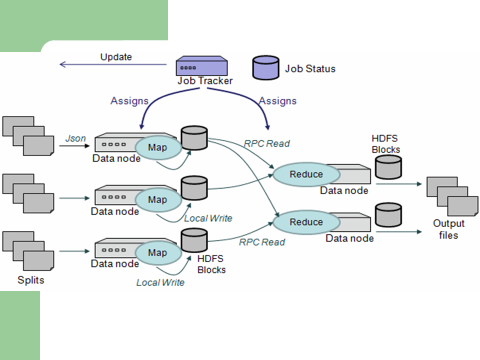 Update
Job Tracker
Job Status
Assigns
Assigns
Json
Map
Data node
RPC Read
HDFS
Blocks
Reduce
Data node
Map
Data node
Local Write
Reduce
Data node
Output
files
RPC Read
Map
Data node
HDFS
Blocks
Splits
Local Write